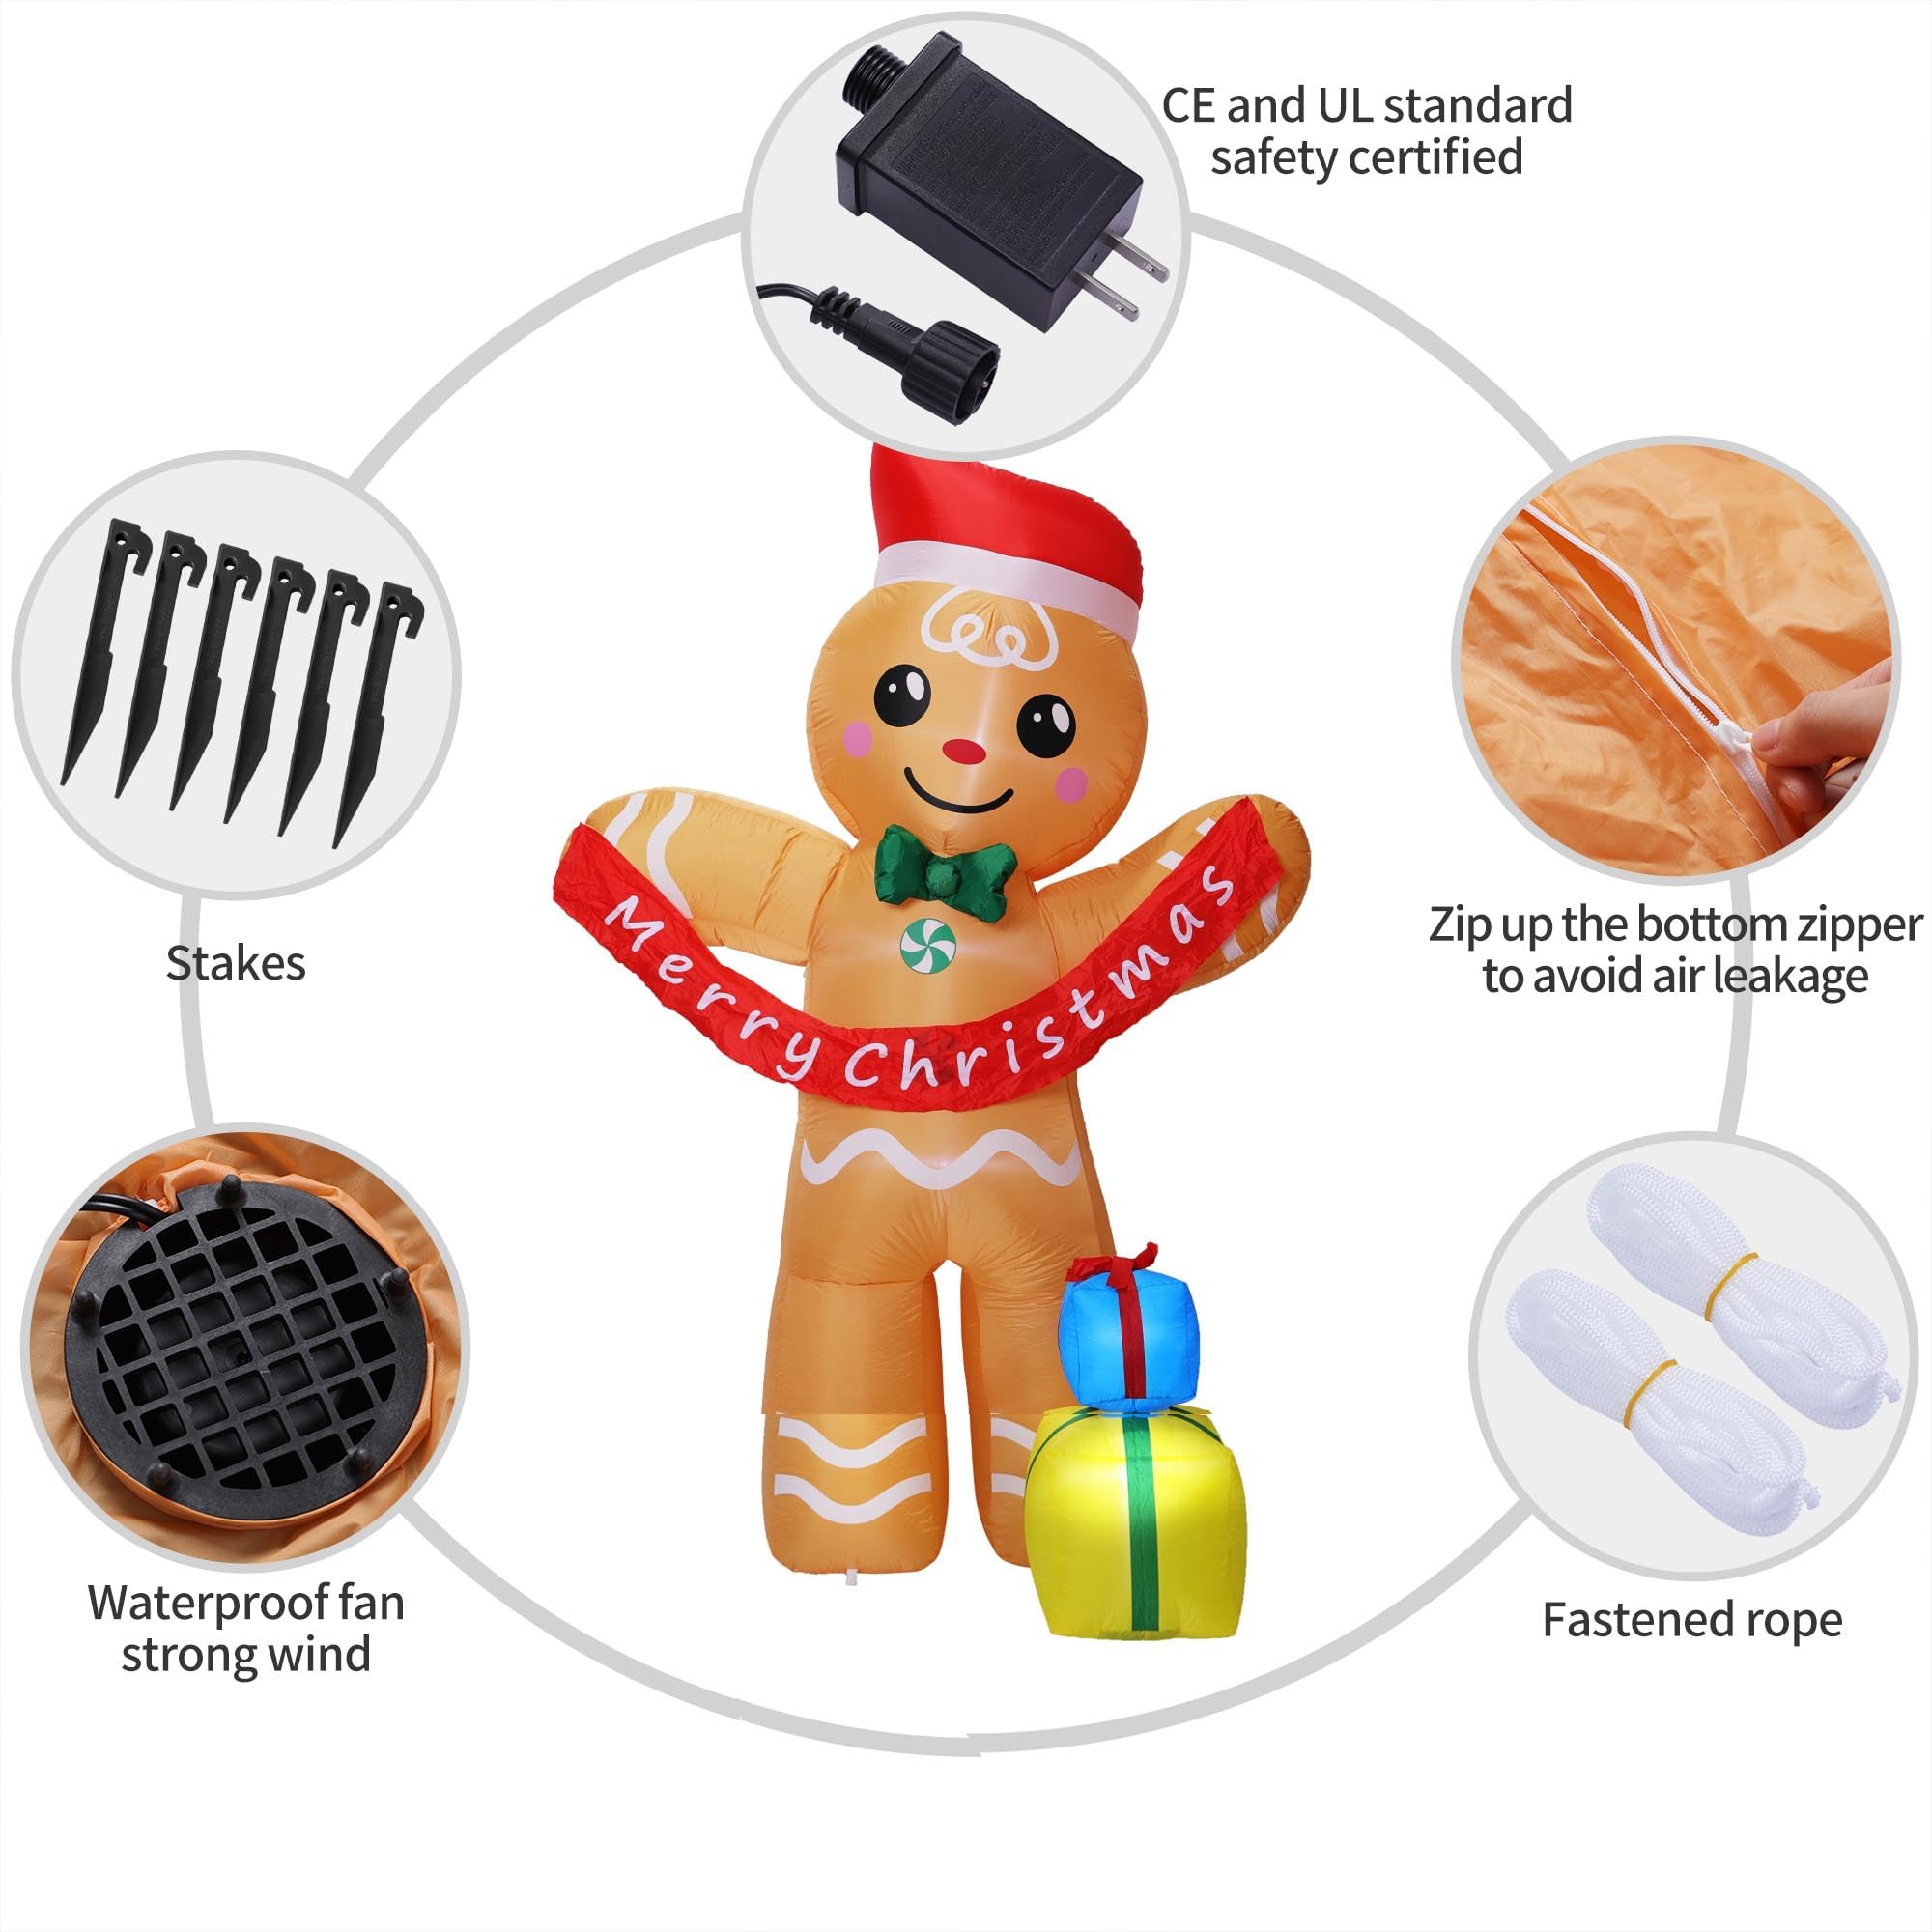 CE and UL standard
safety certified
Stakes
Zip up the bottom zipper
to avoid air leakage
Merry Christmas
Waterproof fan
strong wind
Fastened rope